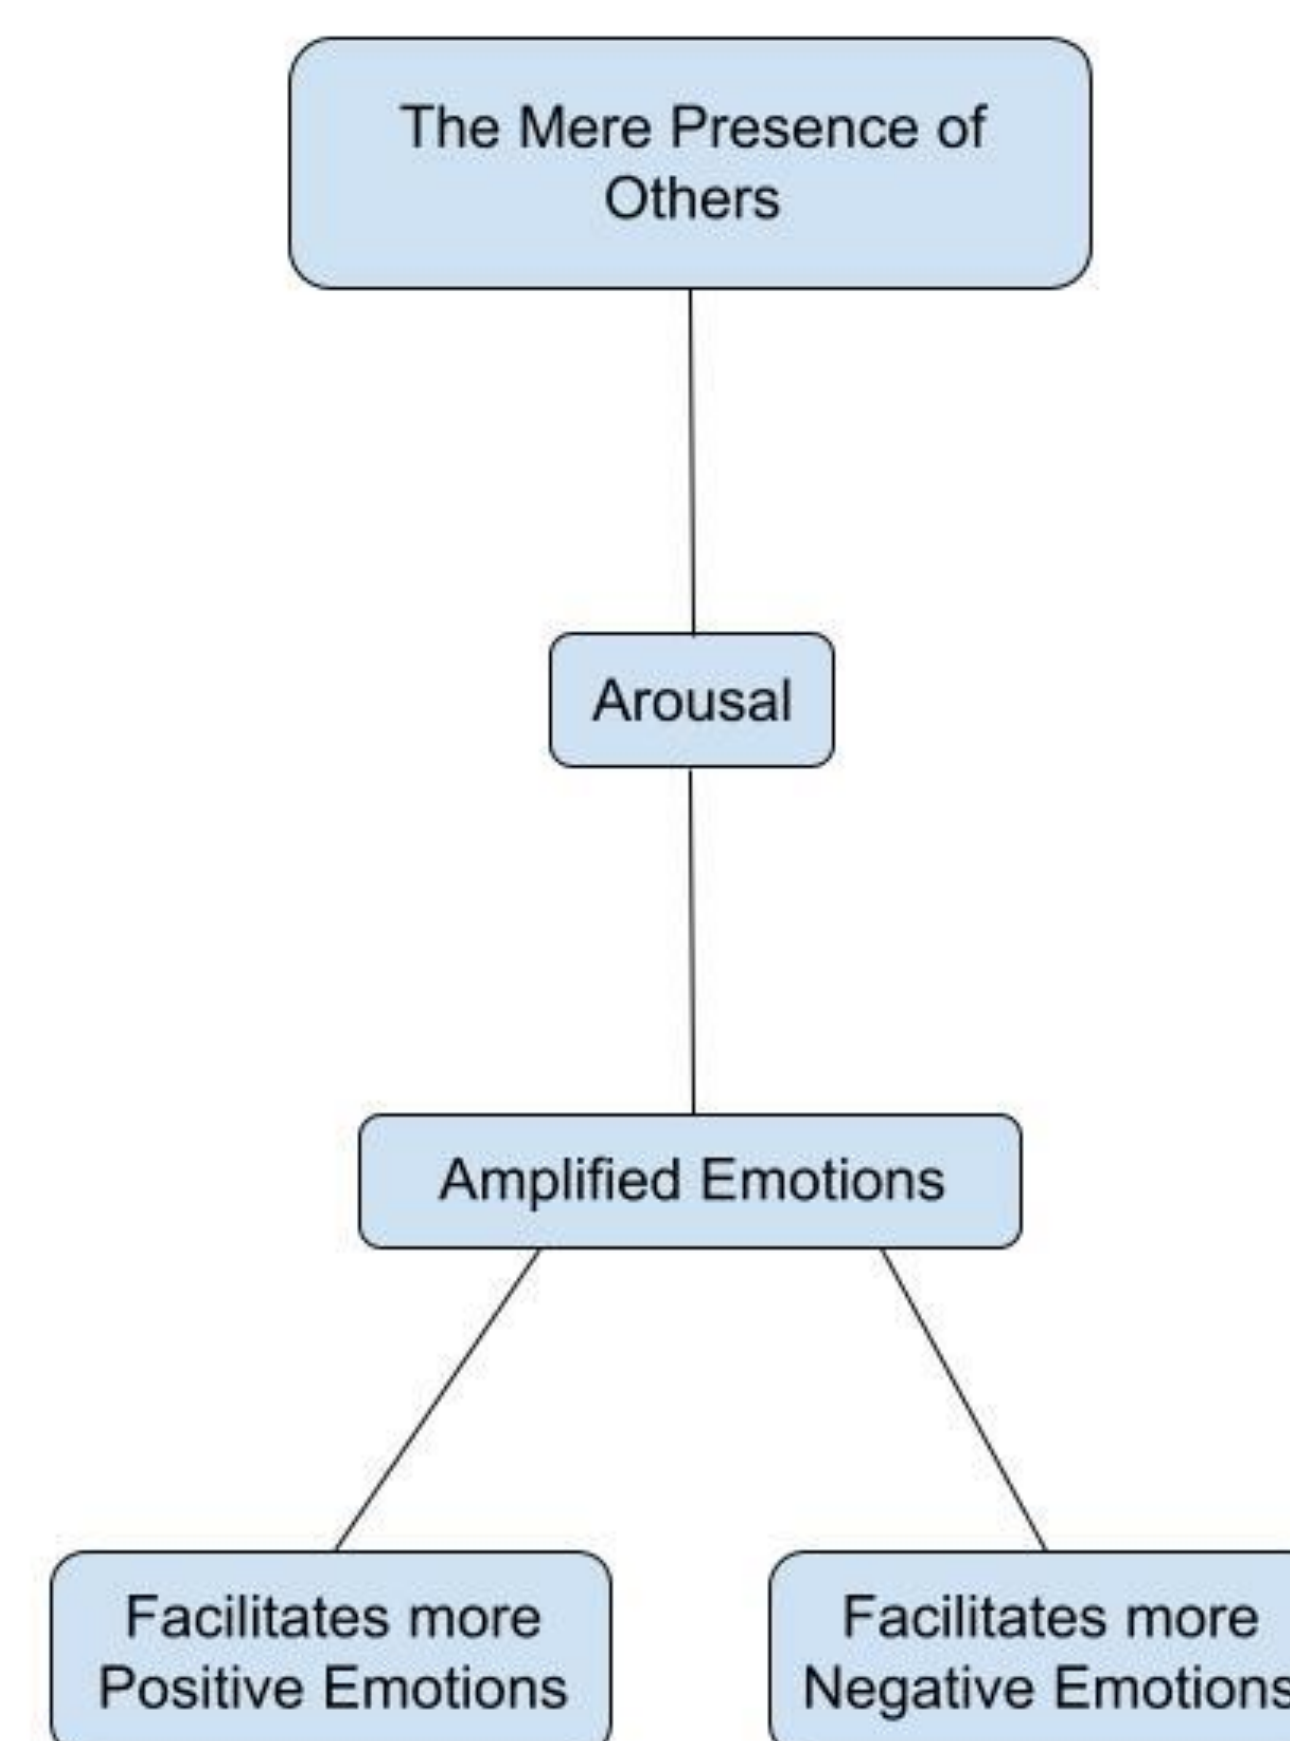 The Mere Presence of
Others
Arousal
Amplified Emotions
Facilitates more
Positive Emotions
Facilitates more
Negative Emotions